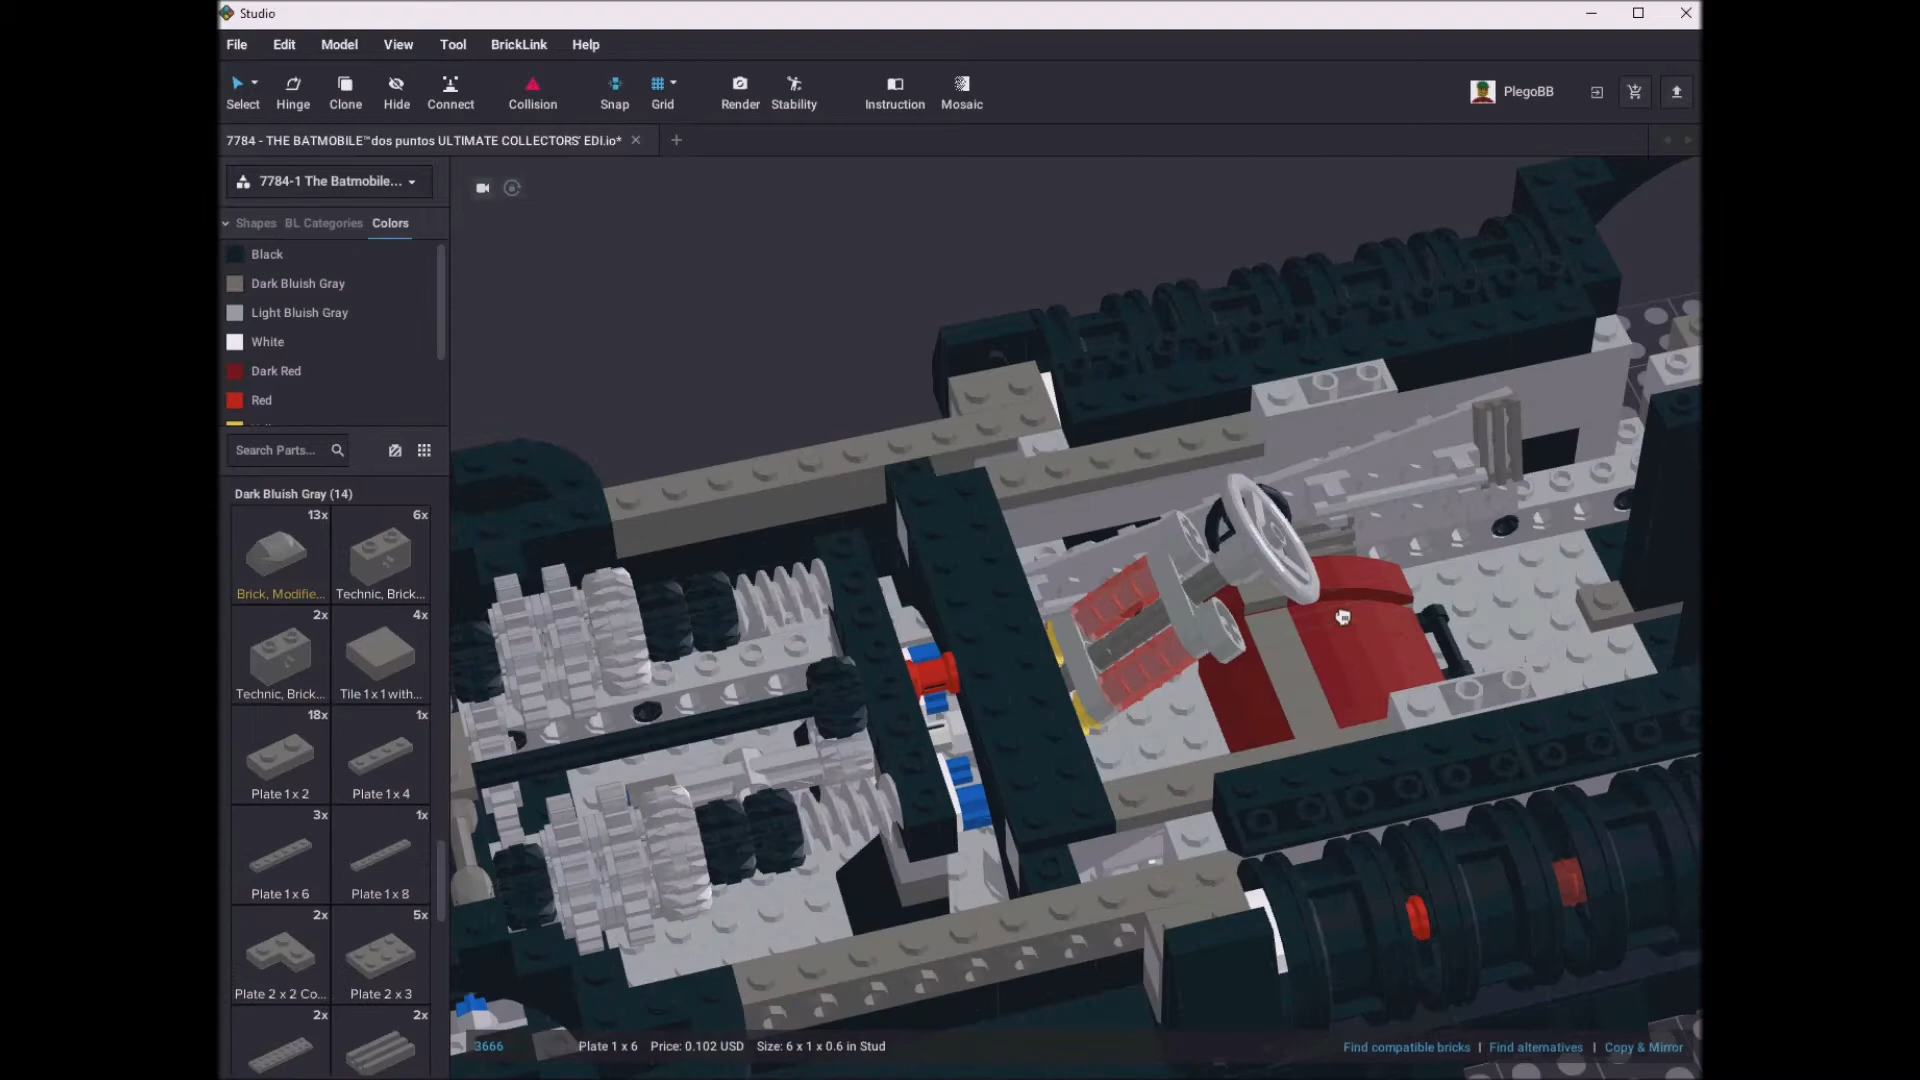 Studio
File Edit Model View Tool BrickLink Help
Select Hinge Clone Hide Connect Collision Snap Grid Render Stability Instruction Mosaic
PlegoBB
7784 - THE BATMOBILE™dos puntos ULTIMATE COLLECTORS' EDI.io*
7784-1 The Batmobile...
Shapes BL Categories Colors
Black
Dark Bluish Gray
Light Bluish Gray
White
Dark Red
Red
Search Parts...
Dark Bluish Gray (14)
13x 6x
Brick, Modifie... Technic, Brick...
2x 4x
Technic, Brick... Tile 1 x 1 with...
18x 1x
Plate 1 x 2 Plate 1 x 4
3x 1x
Plate 1 x 6 Plate 1 x 8
2x 5x
Plate 2 x 2 Co... Plate 2 x 3
2x 2x
3666 Plate 1 x 6 Price: 0.102 USD Size: 6 x 1 x 0.6 in Stud
Find compatible bricks | Find alternatives | Copy & Mirror